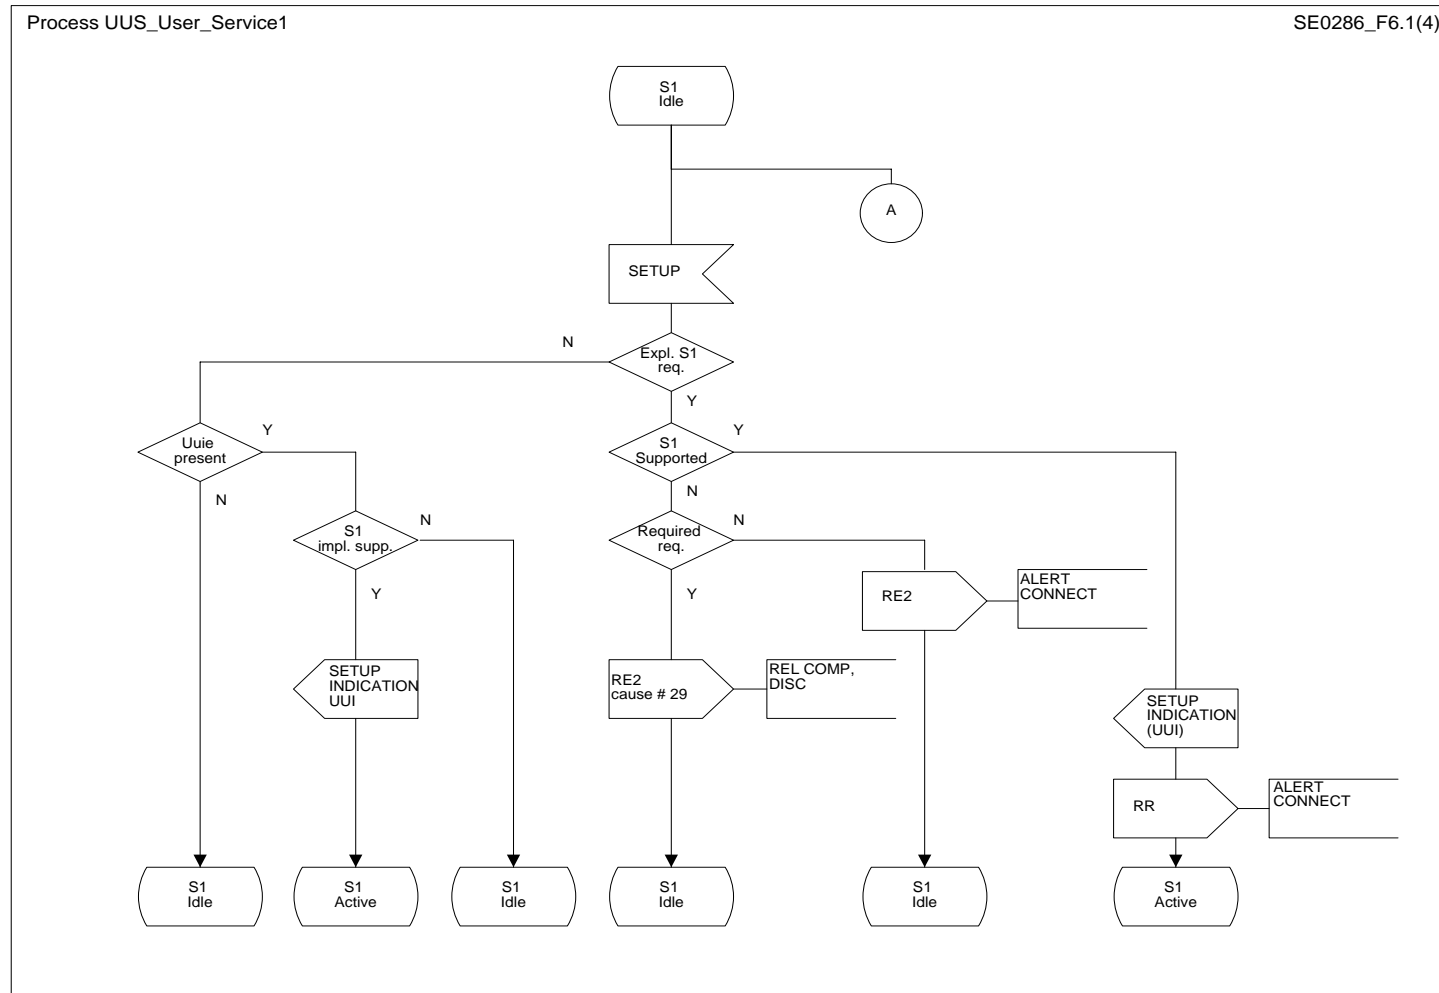 Process UUS_User_Service1
SE0286_F6.1(4)
S1
Idle
A
SETUP
N
Expl. S1
req.
Y
Uuie
present
Y
N
S1
Supported
Y
N
S1
impl. supp.
N
Y
Required
req.
N
Y
RE2
ALERT
CONNECT
SETUP
INDICATION
UUI
RE2
cause # 29
REL COMP,
DISC
SETUP
INDICATION
(UUI)
RR
ALERT
CONNECT
S1
Idle
S1
Active
S1
Idle
S1
Idle
S1
Idle
S1
Active